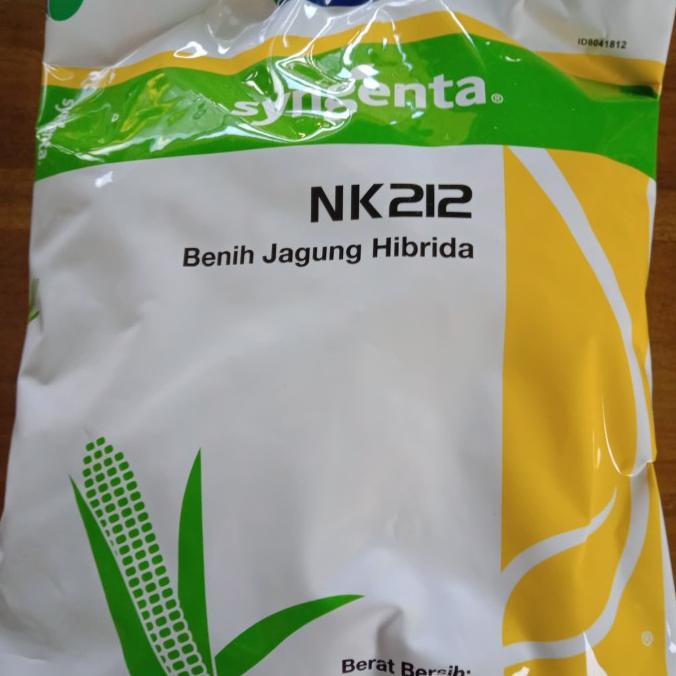 ID8041812
syngenta®
NK212
Benih Jagung Hibrida
Berat Bersih:
®